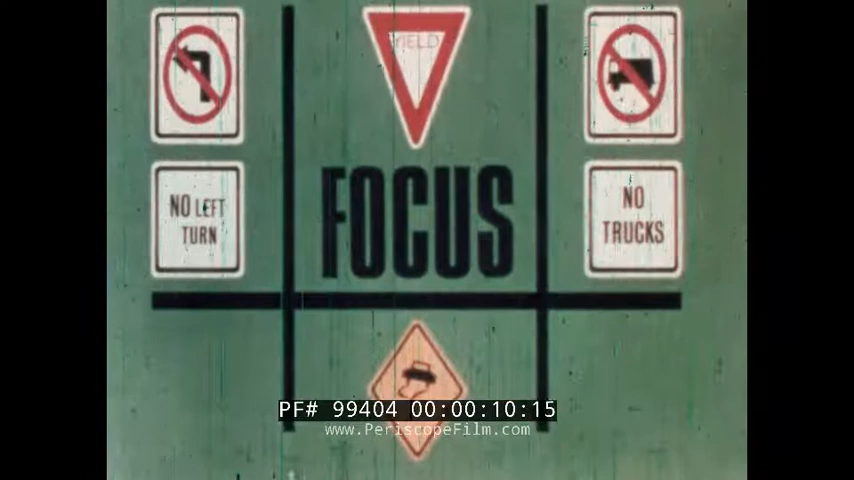 YIELD
FOCUS
NO LEFT
TURN
NO
TRUCKS
PF# 99404 00:00:10:15
www.PeriscopeFilm.com